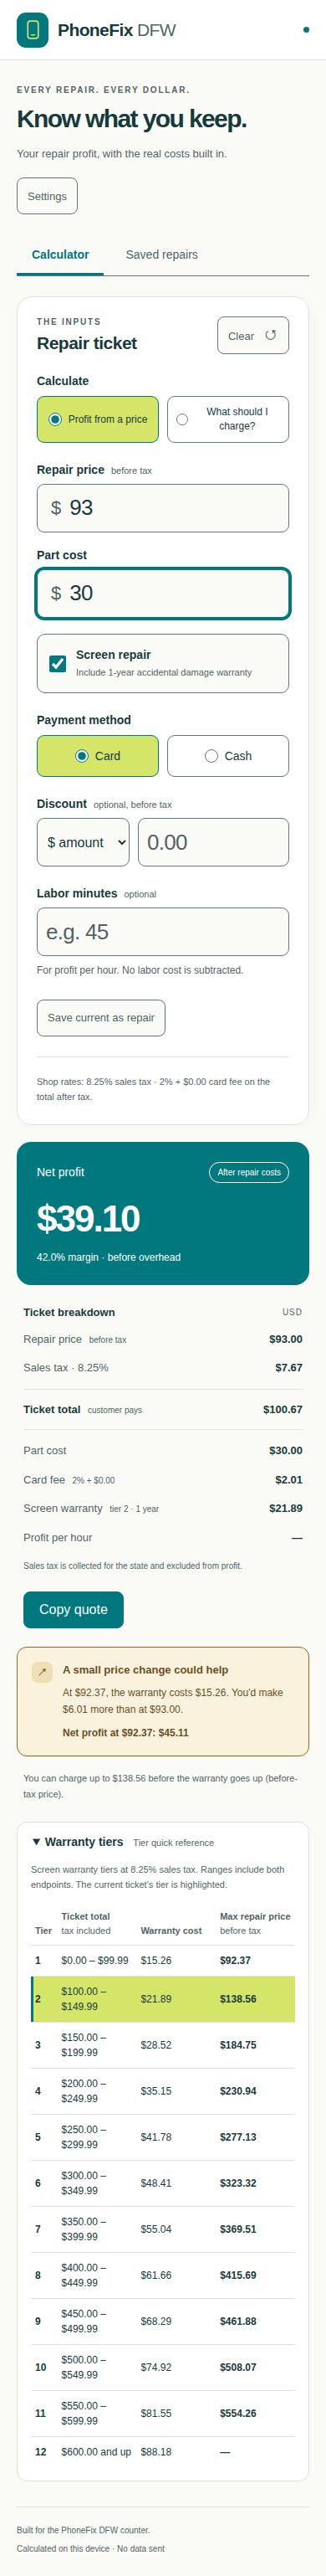 PhoneFix DFW
EVERY REPAIR. EVERY DOLLAR.
Know what you keep.
Your repair profit, with the real costs built in.
Settings
Calculator Saved repairs
THE INPUTS
Repair ticket
Clear
Calculate
Profit from a price
What should I
charge?
Repair price before tax
$ 93
Part cost
$ 30
Screen repair
Include 1-year accidental damage warranty
Payment method
Card
Cash
Discount optional, before tax
$ amount
0.00
Labor minutes optional
e.g. 45
For profit per hour. No labor cost is subtracted.
Save current as repair
Shop rates: 8.25% sales tax · 2% + $0.00 card fee on the
total after tax.
Net profit After repair costs
$39.10
42.0% margin · before overhead
Ticket breakdown USD
Repair price before tax $93.00
Sales tax · 8.25% $7.67
Ticket total customer pays $100.67
Part cost $30.00
Card fee 2% + $0.00 $2.01
Screen warranty tier 2 · 1 year $21.89
Profit per hour —
Sales tax is collected for the state and excluded from profit.
Copy quote
A small price change could help
At $92.37, the warranty costs $15.26. You'd make
$6.01 more than at $93.00.
Net profit at $92.37: $45.11
You can charge up to $138.56 before the warranty goes up (before-
tax price).
Warranty tiers Tier quick reference
Screen warranty tiers at 8.25% sales tax. Ranges include both
endpoints. The current ticket's tier is highlighted.
Ticket total Max repair price
Tier tax included Warranty cost before tax
1 $0.00 – $99.99 $15.26 $92.37
2 $100.00 – $149.99 $21.89 $138.56
3 $150.00 – $199.99 $28.52 $184.75
4 $200.00 – $249.99 $35.15 $230.94
5 $250.00 – $299.99 $41.78 $277.13
6 $300.00 – $349.99 $48.41 $323.32
7 $350.00 – $399.99 $55.04 $369.51
8 $400.00 – $449.99 $61.66 $415.69
9 $450.00 – $499.99 $68.29 $461.88
10 $500.00 – $549.99 $74.92 $508.07
11 $550.00 – $599.99 $81.55 $554.26
12 $600.00 and up $88.18 —
Built for the PhoneFix DFW counter.
Calculated on this device · No data sent